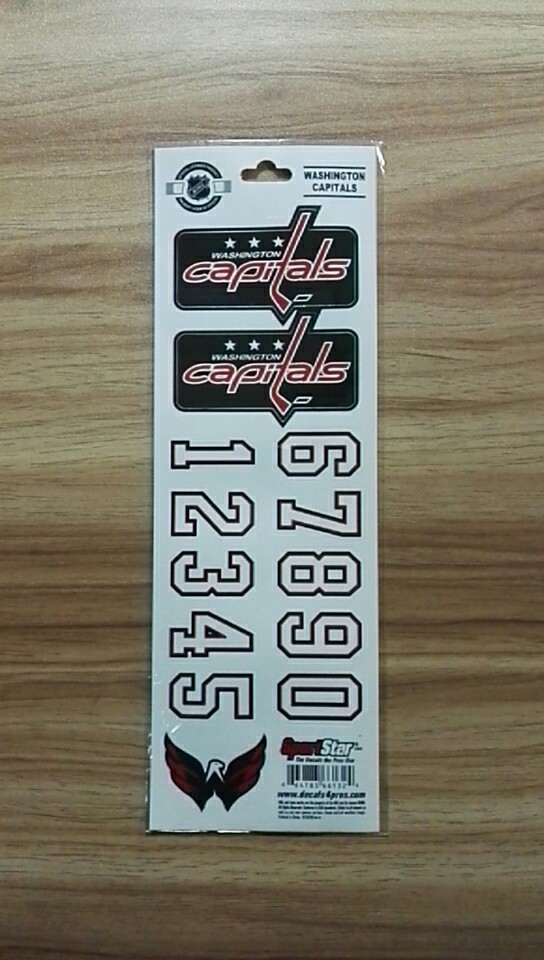 WASHINGTON
CAPITALS
WASHINGTON
capitals
WASHINGTON
capitals
1 6
2 7
3 8
4 9
5 0
SportStar
The Decals the Pros Use
www.decals4pros.com